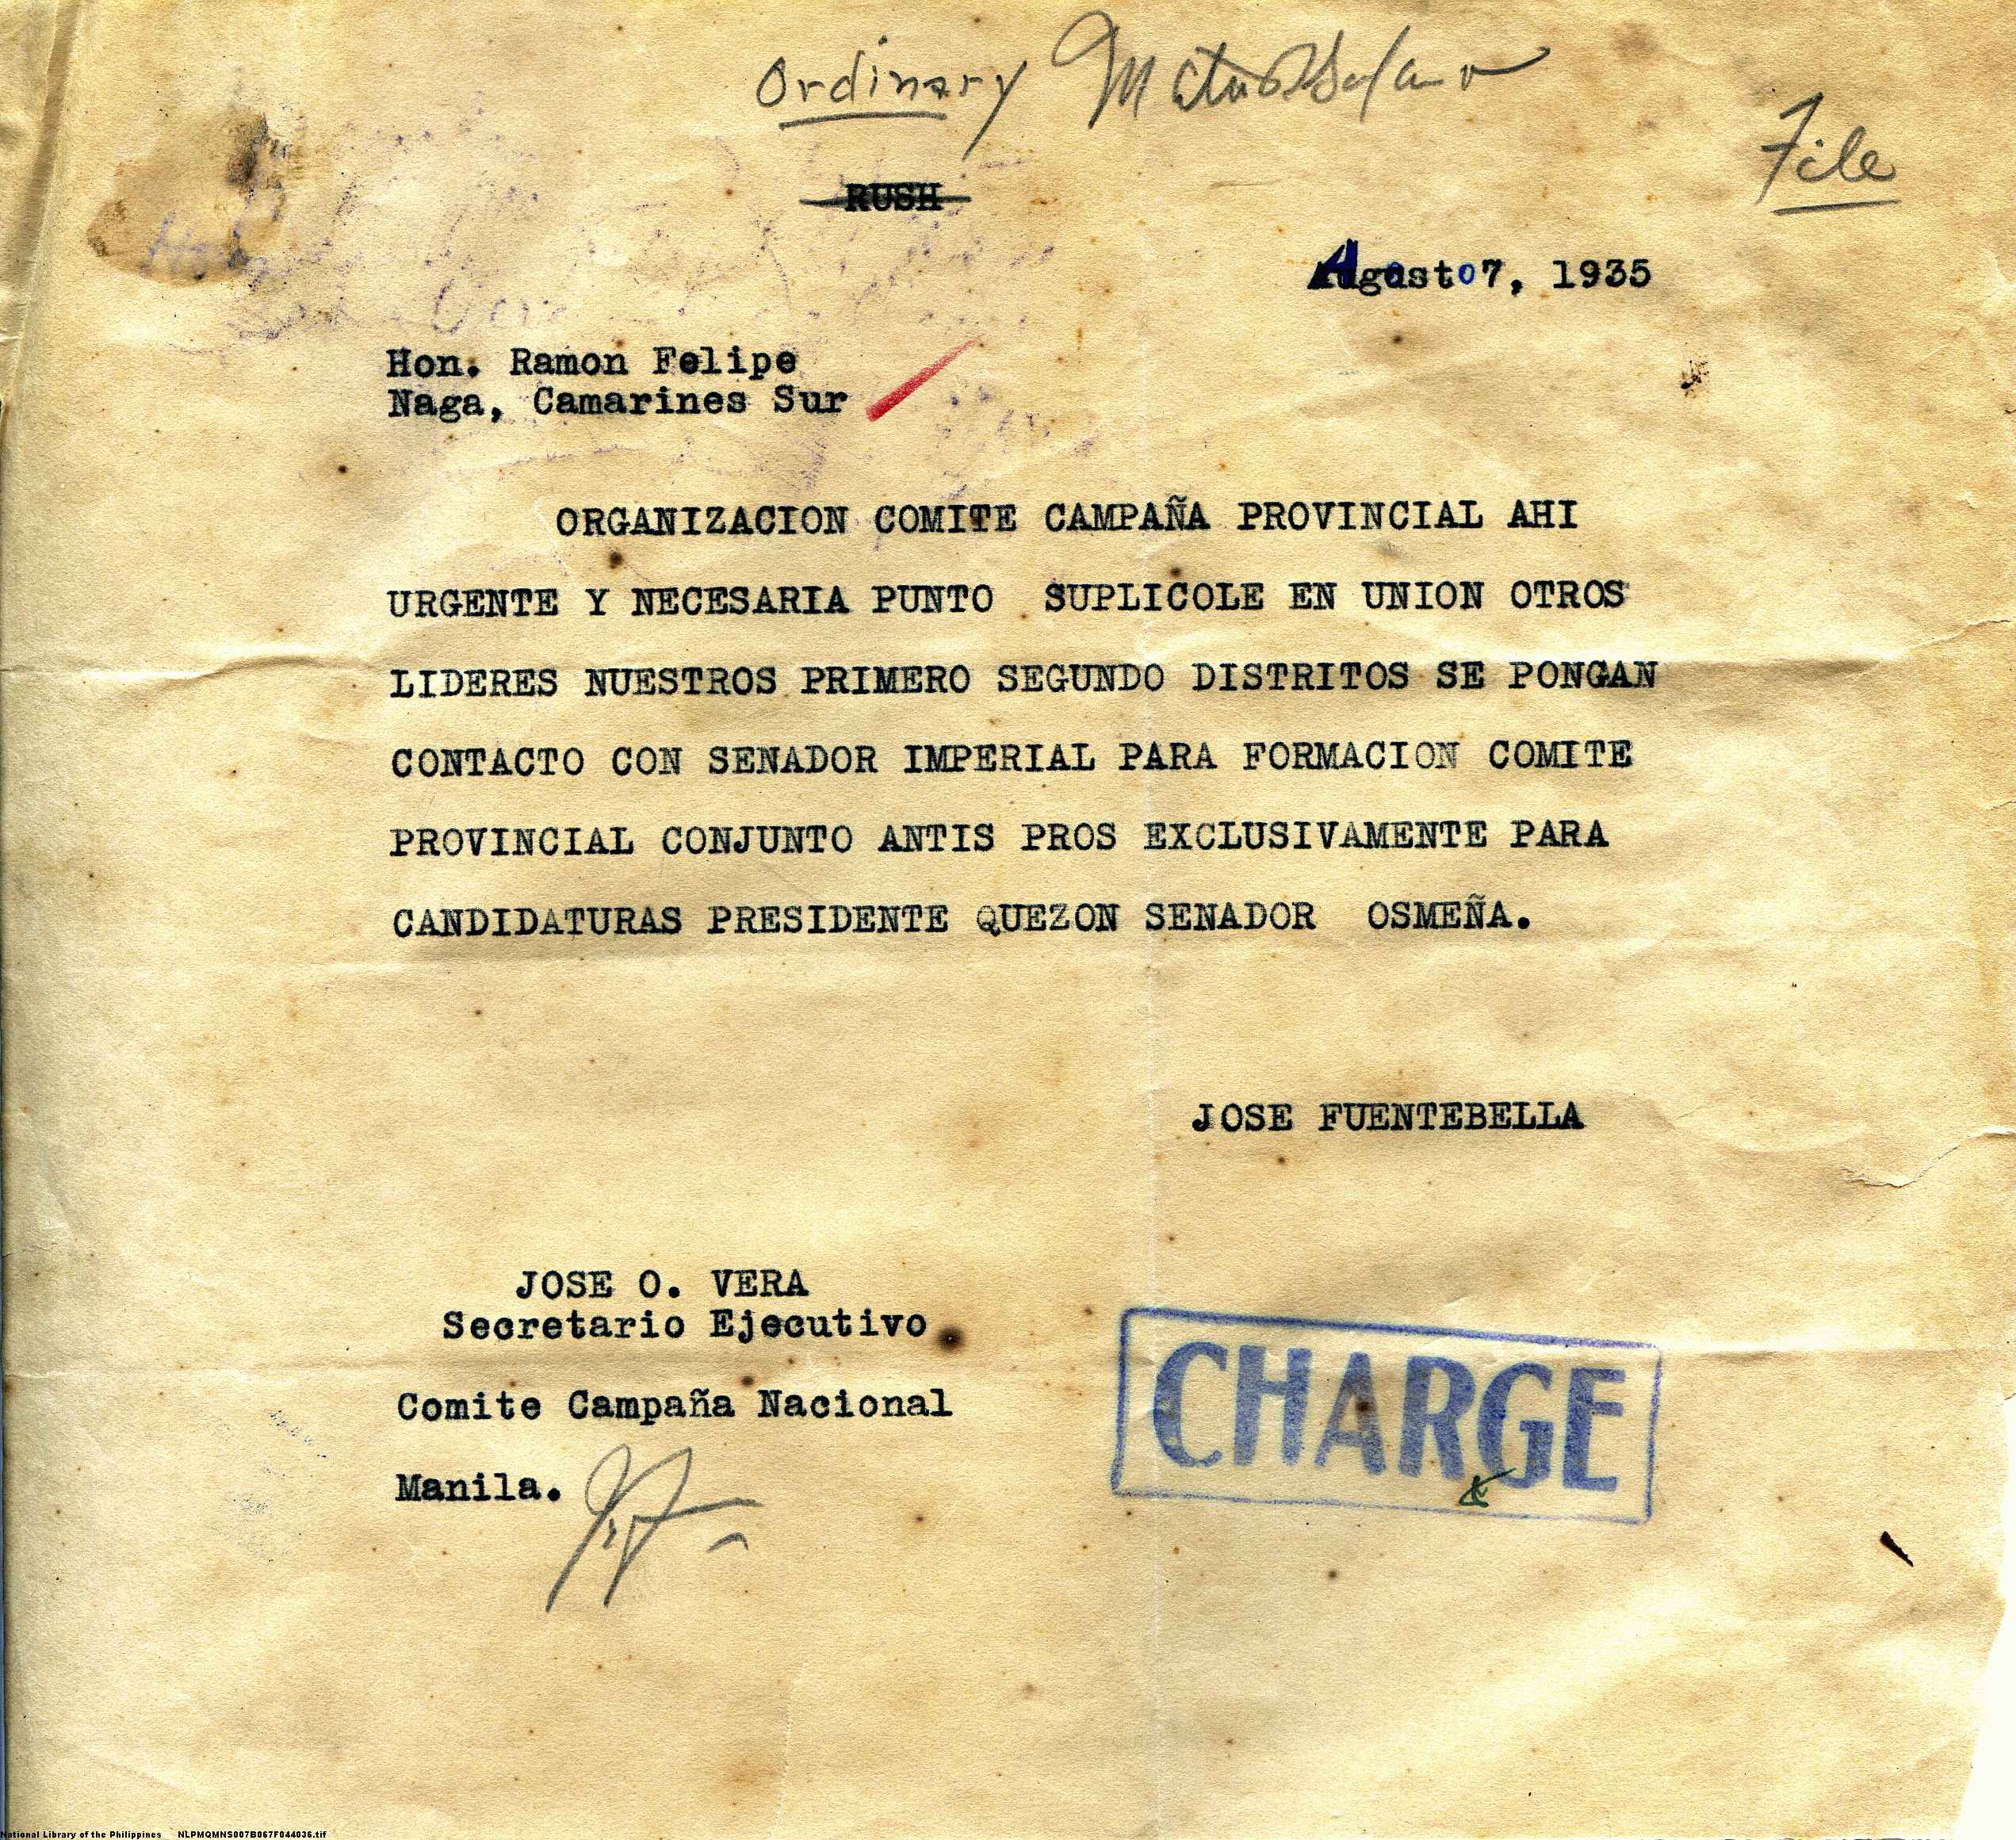 Ordinary
File
RUSH
Agosto 7, 1935
Hon. Ramon Felipe
Naga, Camarines Sur
ORGANIZACION COMITE CAMPAÑA PROVINCIAL AHI
URGENTE Y NECESARIA PUNTO SUPLICOLE EN UNION OTROS
LIDERES NUESTROS PRIMERO SEGUNDO DISTRITOS SE PONGAN
CONTACTO CON SENADOR IMPERIAL PARA FORMACION COMITE
PROVINCIAL CONJUNTO ANTIS PROS EXCLUSIVAMENTE PARA
CANDIDATURAS PRESIDENTE QUEZON SENADOR OSMEÑA.
JOSE FUENTEBELLA
JOSE O. VERA
Secretario Ejecutivo
Comite Campaña Nacional
Manila.
CHARGE
National Library of the Philippines NLPMQMNS007B067F044036.tif